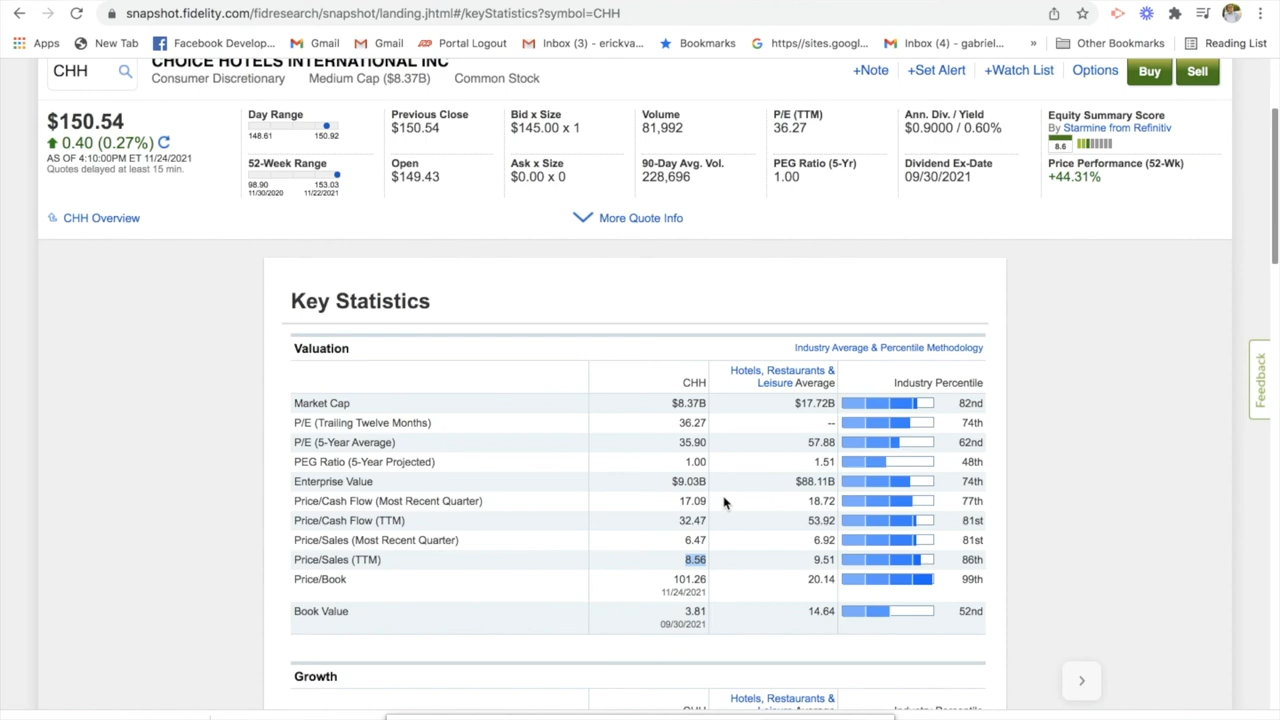 snapshot.fidelity.com/fidresearch/snapshot/landing.jhtml#/keyStatistics?symbol=CHH
Apps New Tab Facebook Develop... Gmail Gmail Portal Logout Inbox (3) - erickva... Bookmarks https//sites.googl... Inbox (4) - gabriel... » Other Bookmarks Reading List
CHH
CHOICE HOTELS INTERNATIONAL INC
Consumer Discretionary Medium Cap ($8.37B) Common Stock
+Note +Set Alert +Watch List Options Buy Sell
$150.54
0.40 (0.27%)
AS OF 4:10:00PM ET 11/24/2021
Quotes delayed at least 15 min.
Day Range
148.61 150.92
52-Week Range
98.90 153.03
11/30/2020 11/22/2021
Previous Close
$150.54
Open
$149.43
Bid x Size
$145.00 x 1
Ask x Size
$0.00 x 0
Volume
81,992
90-Day Avg. Vol.
228,696
P/E (TTM)
36.27
PEG Ratio (5-Yr)
1.00
Ann. Div. / Yield
$0.9000 / 0.60%
Dividend Ex-Date
09/30/2021
Equity Summary Score
By Starmine from Refinitiv
8.6
Price Performance (52-Wk)
+44.31%
CHH Overview
More Quote Info
Key Statistics
Valuation Industry Average & Percentile Methodology
CHH Hotels, Restaurants & Leisure Average Industry Percentile
Market Cap $8.37B $17.72B 82nd
P/E (Trailing Twelve Months) 36.27 -- 74th
P/E (5-Year Average) 35.90 57.88 62nd
PEG Ratio (5-Year Projected) 1.00 1.51 48th
Enterprise Value $9.03B $88.11B 74th
Price/Cash Flow (Most Recent Quarter) 17.09 18.72 77th
Price/Cash Flow (TTM) 32.47 53.92 81st
Price/Sales (Most Recent Quarter) 6.47 6.92 81st
Price/Sales (TTM) 8.56 9.51 86th
Price/Book 101.26 20.14 99th
11/24/2021
Book Value 3.81 14.64 52nd
09/30/2021
Growth
Hotels, Restaurants &
CHH Leisure Average Industry Percentile
Feedback